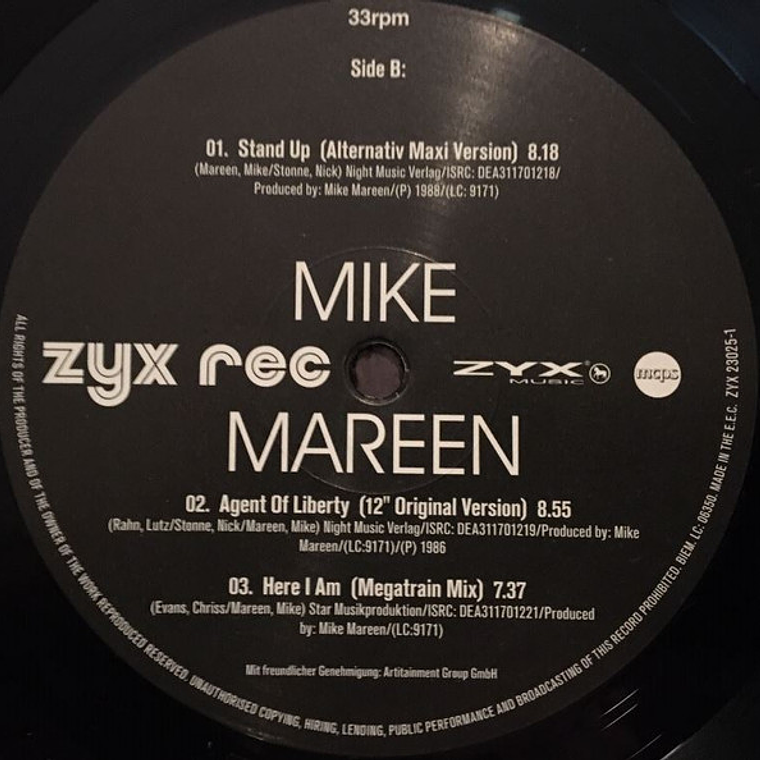 33rpm
Side B:
01. Stand Up (Alternativ Maxi Version) 8.18
(Mareen, Mike/Stonne, Nick) Night Music Verlag/ISRC: DEA311701218/
Produced by: Mike Mareen/(P) 1988/(LC: 9171)
MIKE
zyx rec
ZYX®
MUSIC
mcps
MAREEN
02. Agent Of Liberty (12" Original Version) 8.55
(Rahn, Lutz/Stonne, Nick/Mareen, Mike) Night Music Verlag/ISRC: DEA311701219/Produced by: Mike
Mareen/(LC:9171)/(P) 1986
03. Here I Am (Megatrain Mix) 7.37
(Evans, Chriss/Mareen, Mike) Star Musikproduktion/ISRC: DEA311701221/Produced
by: Mike Mareen/(LC:9171)
Mit freundlicher Genehmigung: Artitainment Group GmbH
ALL RIGHTS OF THE PRODUCER AND OF THE OWNER OF THE WORK REPRODUCED RESERVED. UNAUTHORISED COPYING, HIRING, LENDING, PUBLIC PERFORMANCE AND BROADCASTING OF THIS RECORD PROHIBITED. BIEM. LC: 06350. MADE IN THE E.E.C. ZYX 23025-1